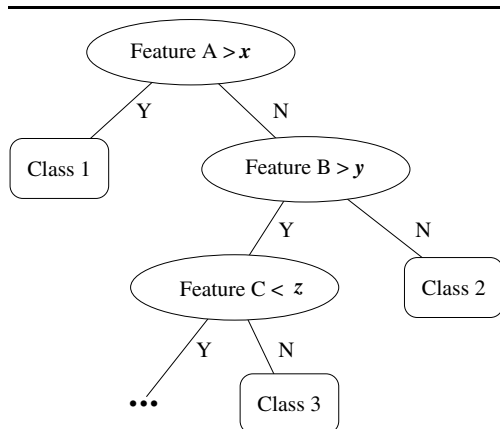 Feature A > x
Y
N
Class 1
Feature B > y
Y
N
Feature C < z
Class 2
Y
N
•••
Class 3